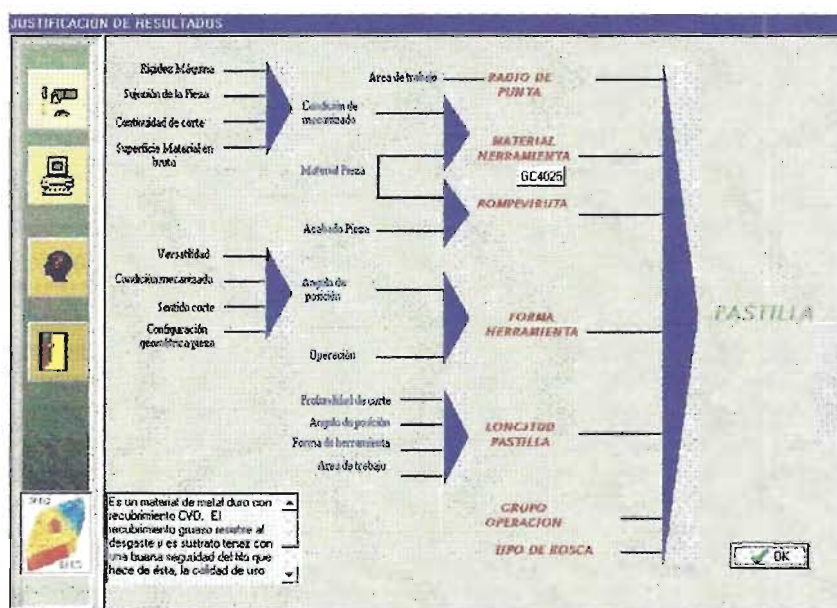 JUSTIFICACION DE RESULTADOS
Rigidez Máquina
Sujeción de la Pieza
Continuidad de corte
Superficie Material en
bruto
Condición de
mecanizado
Area de trabajo
RADIO DE
PUNTA
MATERIAL
HERRAMIENTA
GC4025
Material Pieza
ROMPEVIRUTA
Acabado Pieza
Versatilidad
Condición mecanizado
Sentido corte
Configuración
geométrica pieza
Angulo de
posición
Operación
FORMA
HERRAMIENTA
PASTILLA
Profundidad de corte
Angulo de posición
Forma de herramienta
Area de trabajo
LONGITUD
PASTILLA
GRUPO
OPERACION
TIPO DE ROSCA
Es un material de metal duro con
recubrimiento CVD. El
recubrimiento grueso resiste al
desgaste y es sustrato tenaz con
una buena seguridad del filo que
hace de ésta, la calidad de uso
OK